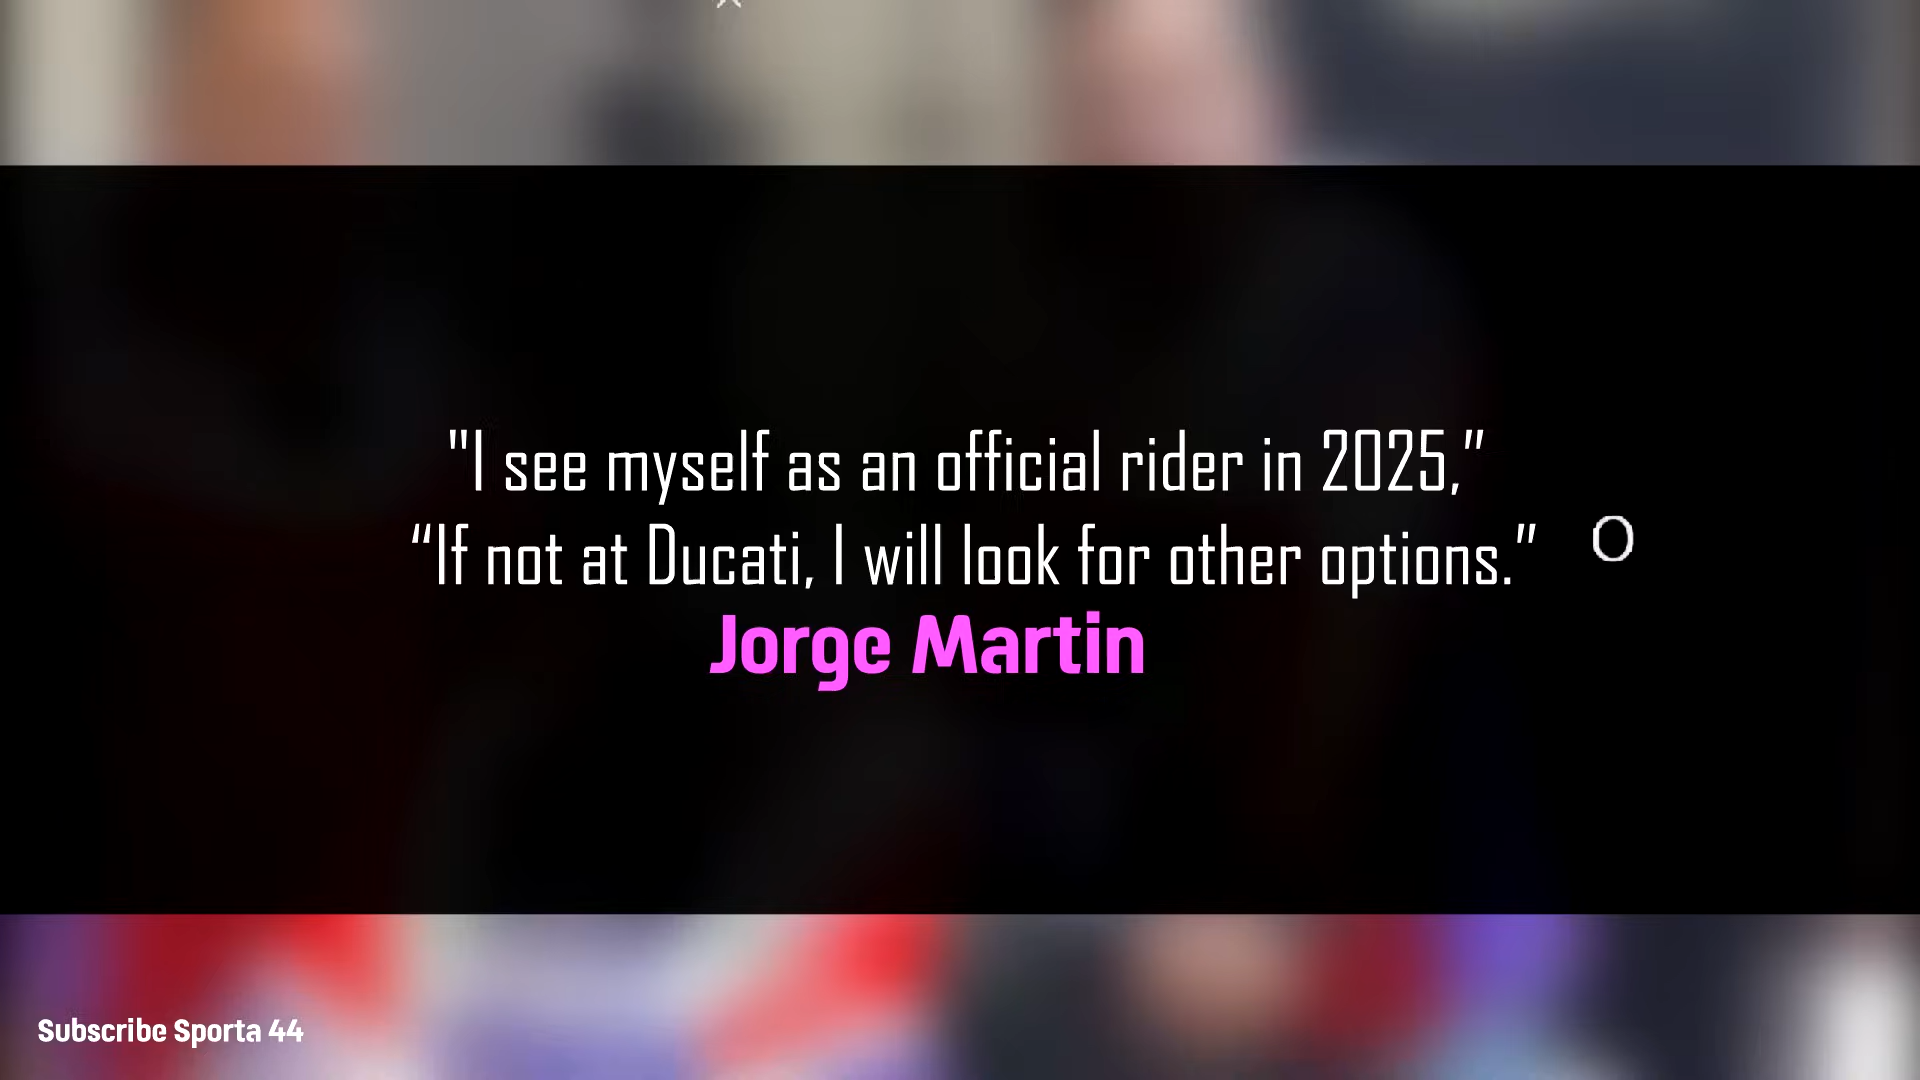 "I see myself as an official rider in 2025,”
“If not at Ducati, I will look for other options.”
O
Jorge Martin
Subscribe Sporta 44